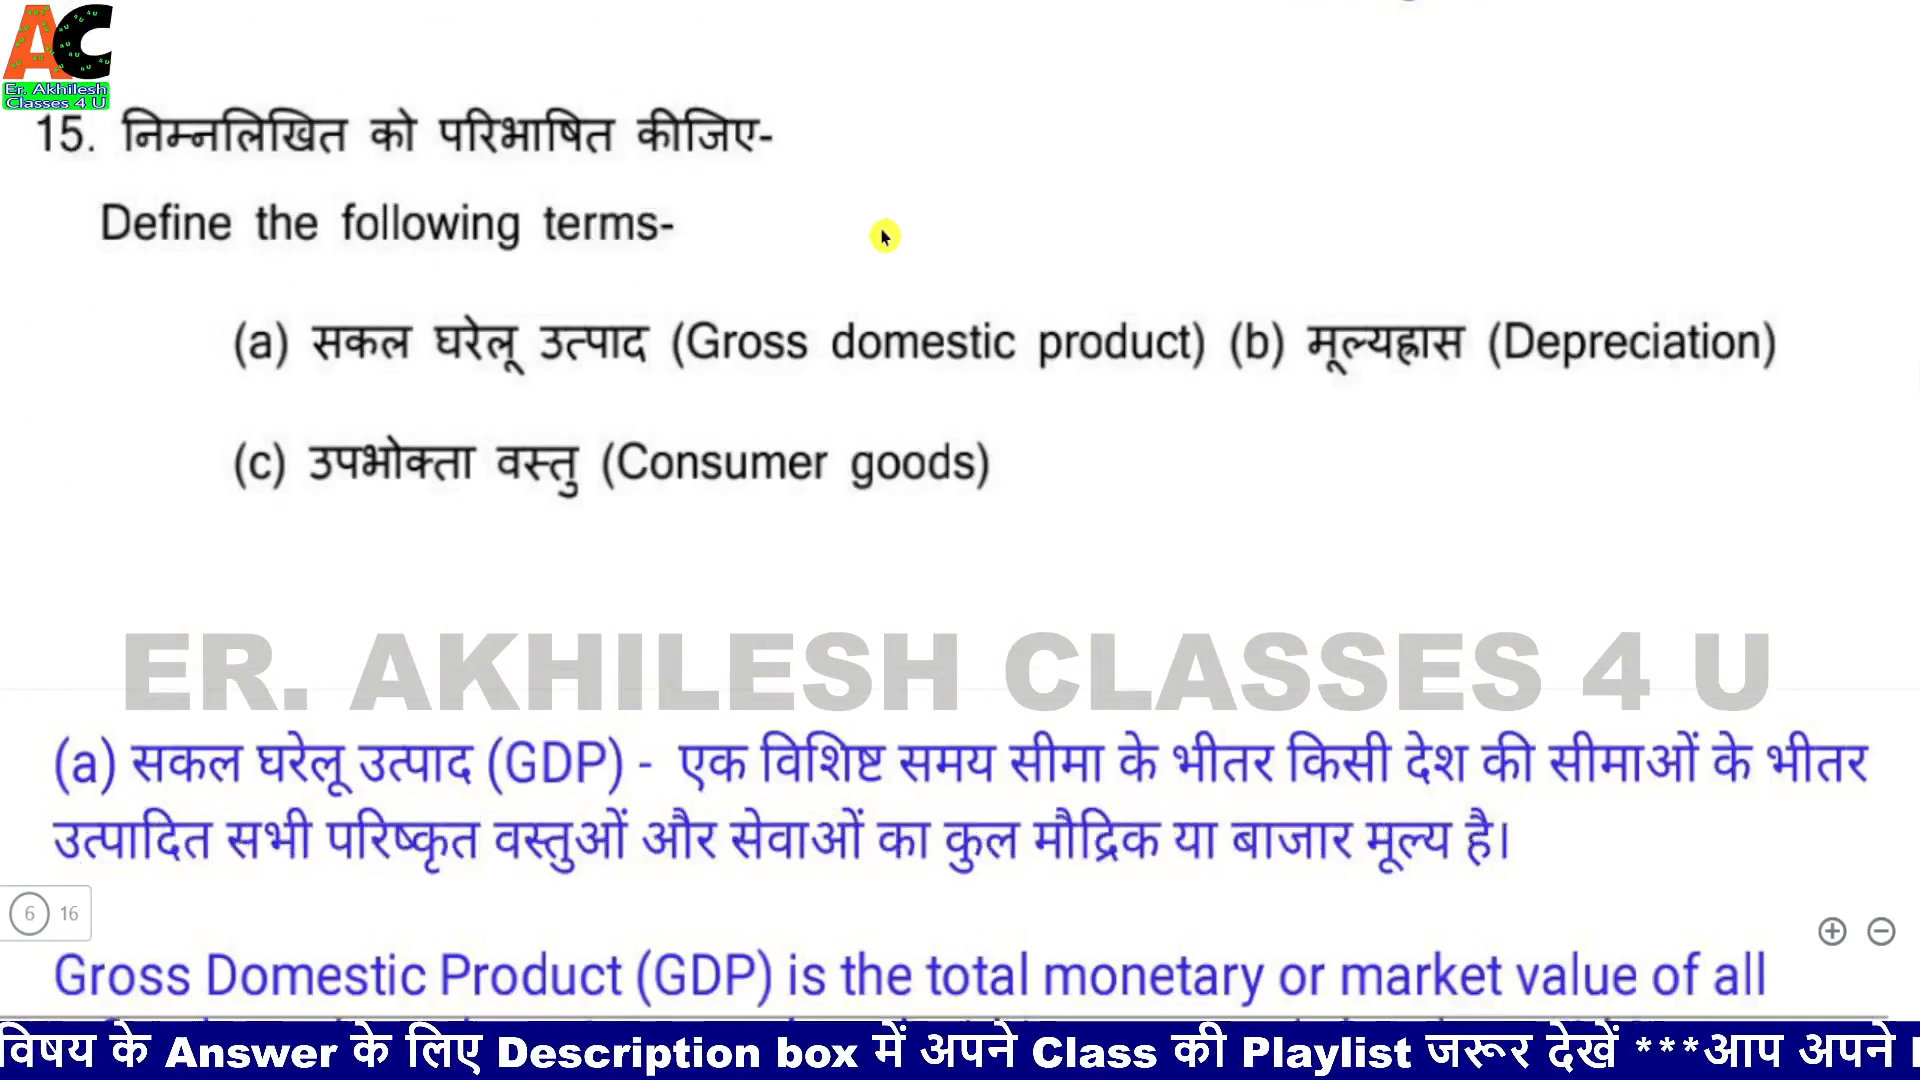 AC
Er. Akhilesh
Classes 4 U
15. निम्नलिखित को परिभाषित कीजिए-
Define the following terms-
(a) सकल घरेलू उत्पाद (Gross domestic product) (b) मूल्यह्रास (Depreciation)
(c) उपभोक्ता वस्तु (Consumer goods)
ER. AKHILESH CLASSES 4 U
(a) सकल घरेलू उत्पाद (GDP) - एक विशिष्ट समय सीमा के भीतर किसी देश की सीमाओं के भीतर
उत्पादित सभी परिष्कृत वस्तुओं और सेवाओं का कुल मौद्रिक या बाजार मूल्य है।
6 16
Gross Domestic Product (GDP) is the total monetary or market value of all
विषय के Answer के लिए Description box में अपने Class की Playlist जरूर देखें ***आप अपने